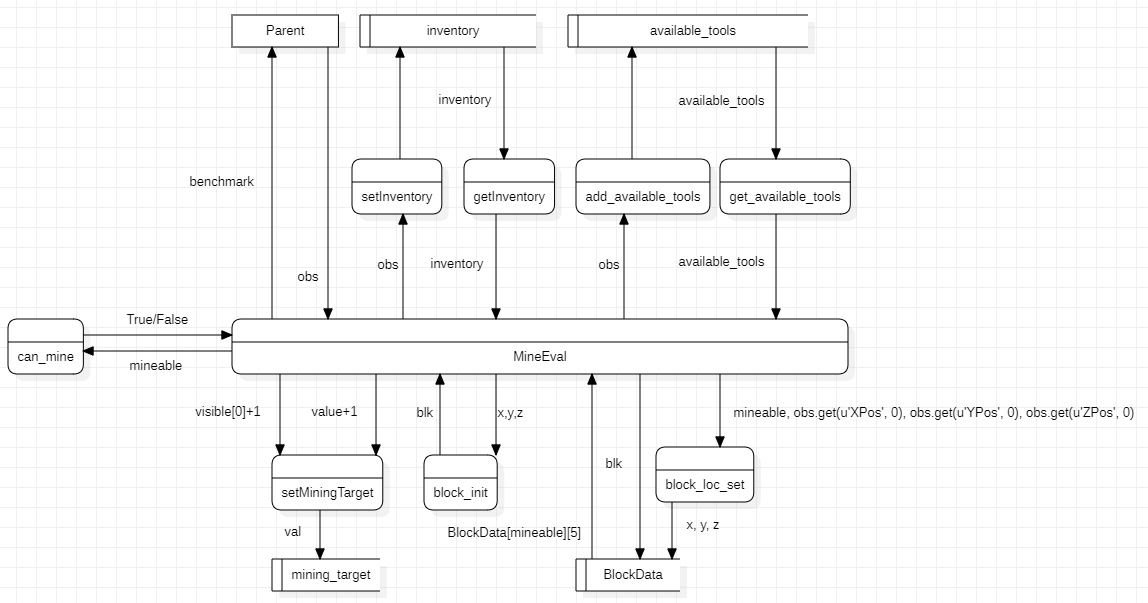 Parent
inventory
available_tools
inventory
available_tools
benchmark
setInventory
getInventory
add_available_tools
get_available_tools
obs
obs
inventory
obs
available_tools
True/False
can_mine
MineEval
mineable
visible[0]+1
value+1
blk
x,y,z
mineable, obs.get(u'XPos', 0), obs.get(u'YPos', 0), obs.get(u'ZPos', 0)
blk
setMiningTarget
block_init
block_loc_set
val
BlockData[mineable][5]
x, y, z
mining_target
BlockData